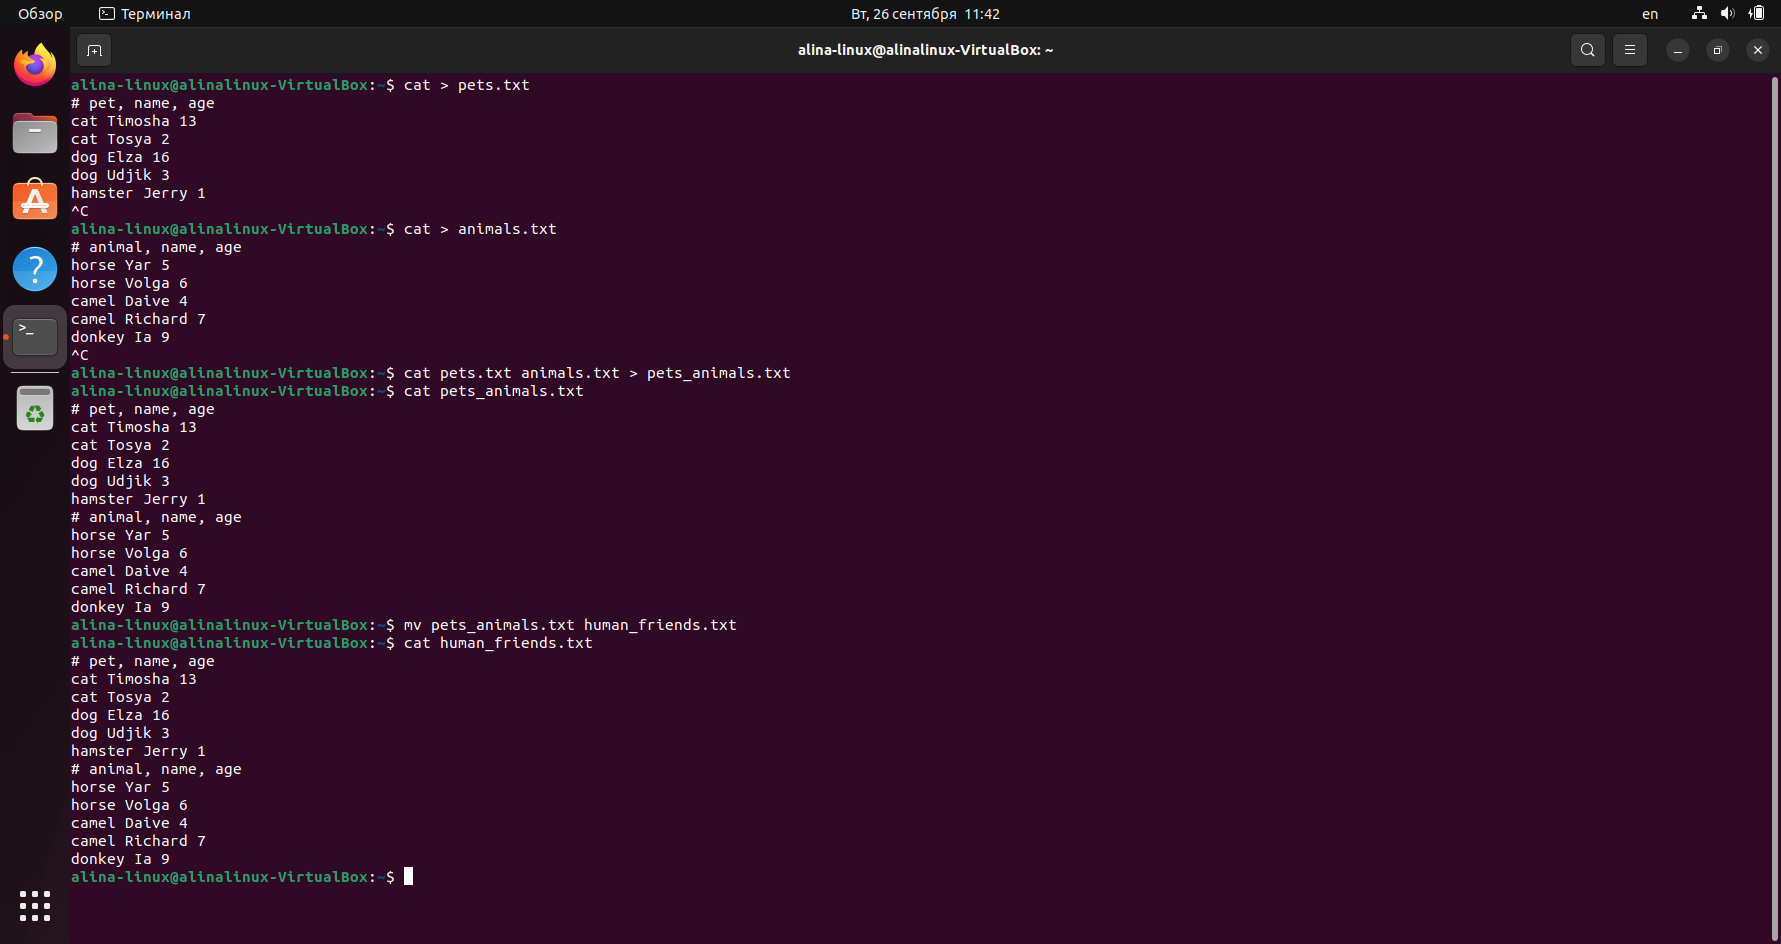 Обзор
Терминал
Вт, 26 сентября 11:42
en
alina-linux@alinalinux-VirtualBox: ~
alina-linux@alinalinux-VirtualBox:~$ cat > pets.txt
# pet, name, age
cat Timosha 13
cat Tosya 2
dog Elza 16
dog Udjik 3
hamster Jerry 1
^C
alina-linux@alinalinux-VirtualBox:~$ cat > animals.txt
# animal, name, age
horse Yar 5
horse Volga 6
camel Daive 4
camel Richard 7
donkey Ia 9
^C
alina-linux@alinalinux-VirtualBox:~$ cat pets.txt animals.txt > pets_animals.txt
alina-linux@alinalinux-VirtualBox:~$ cat pets_animals.txt
# pet, name, age
cat Timosha 13
cat Tosya 2
dog Elza 16
dog Udjik 3
hamster Jerry 1
# animal, name, age
horse Yar 5
horse Volga 6
camel Daive 4
camel Richard 7
donkey Ia 9
alina-linux@alinalinux-VirtualBox:~$ mv pets_animals.txt human_friends.txt
alina-linux@alinalinux-VirtualBox:~$ cat human_friends.txt
# pet, name, age
cat Timosha 13
cat Tosya 2
dog Elza 16
dog Udjik 3
hamster Jerry 1
# animal, name, age
horse Yar 5
horse Volga 6
camel Daive 4
camel Richard 7
donkey Ia 9
alina-linux@alinalinux-VirtualBox:~$